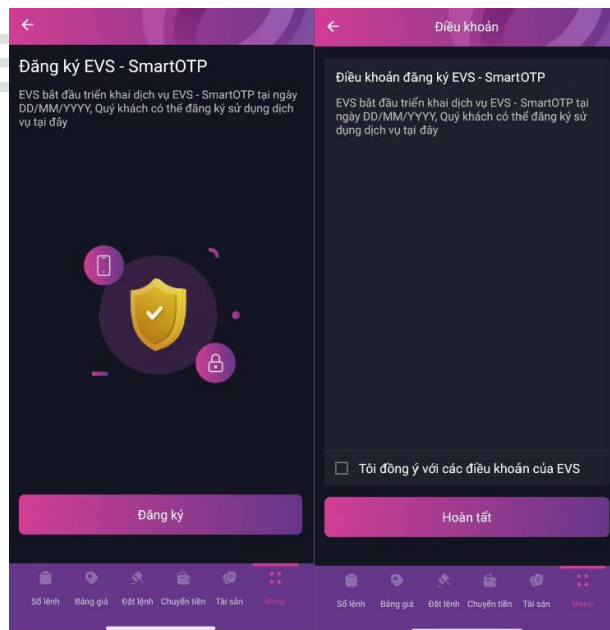 Đăng ký EVS - SmartOTP
EVS bắt đầu triển khai dịch vụ EVS - SmartOTP tại ngày
DD/MM/YYYY, Quý khách có thể đăng ký sử dụng dịch
vụ tại đây
Đăng ký
Sổ lệnh Bảng giá Đặt lệnh Chuyển tiền Tài sản Menu
Điều khoản
Điều khoản đăng ký EVS - SmartOTP
EVS bắt đầu triển khai dịch vụ EVS - SmartOTP tại
ngày DD/MM/YYYY, Quý khách có thể đăng ký sử
dụng dịch vụ tại đây
Tôi đồng ý với các điều khoản của EVS
Hoàn tất
Sổ lệnh Bảng giá Đặt lệnh Chuyển tiền Tài sản Menu